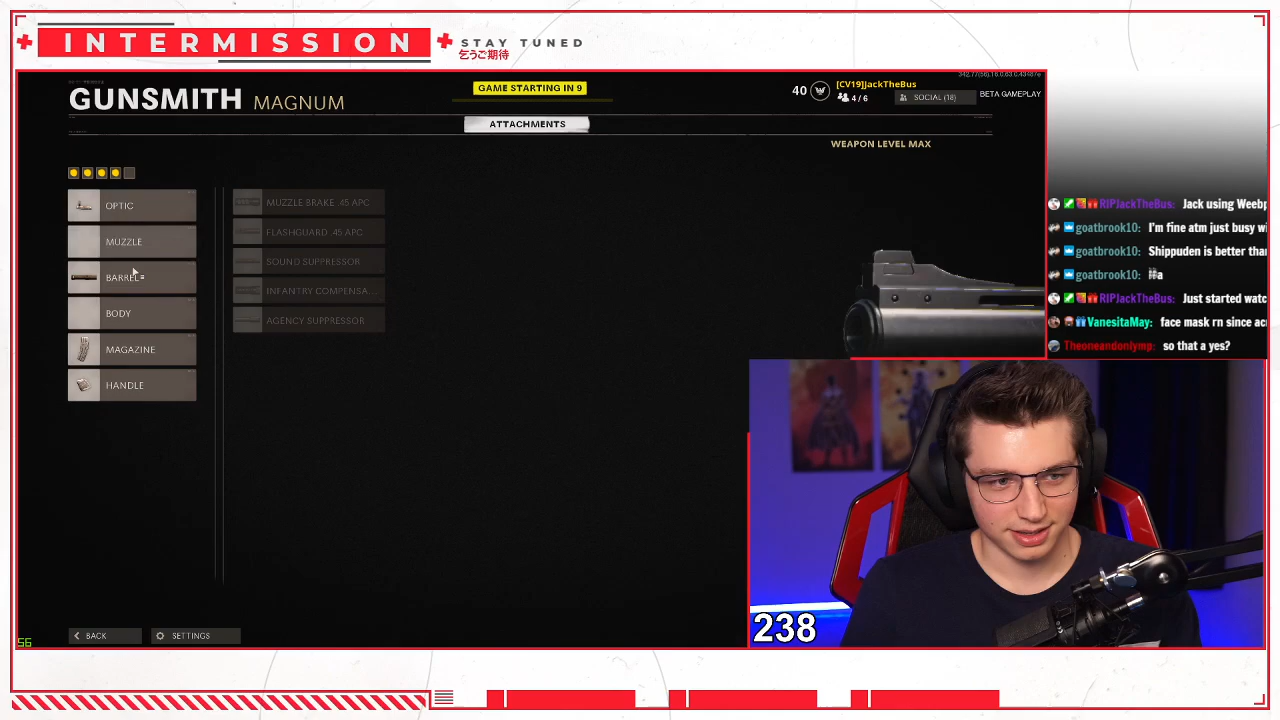 INTERMISSION
STAY TUNED
乞うご期待
GUNSMITH MAGNUM
GAME STARTING IN 9
40
[CV19]JackTheBus
4 / 6
SOCIAL (18)
BETA GAMEPLAY
ATTACHMENTS
WEAPON LEVEL MAX
OPTIC
MUZZLE
BARREL
BODY
MAGAZINE
HANDLE
MUZZLE BRAKE .45 APC
FLASHGUARD .45 APC
SOUND SUPPRESSOR
INFANTRY COMPENSA...
AGENCY SUPPRESSOR
RIPJackTheBus: Jack using Weebp
goatbrook10: I'm fine atm just busy wi
goatbrook10: Shippuden is better tha
goatbrook10: a
RIPJackTheBus: Just started watc
VanesitaMay: face mask rn since ac
Theoneandonlymp: so that a yes?
238
BACK
SETTINGS
56